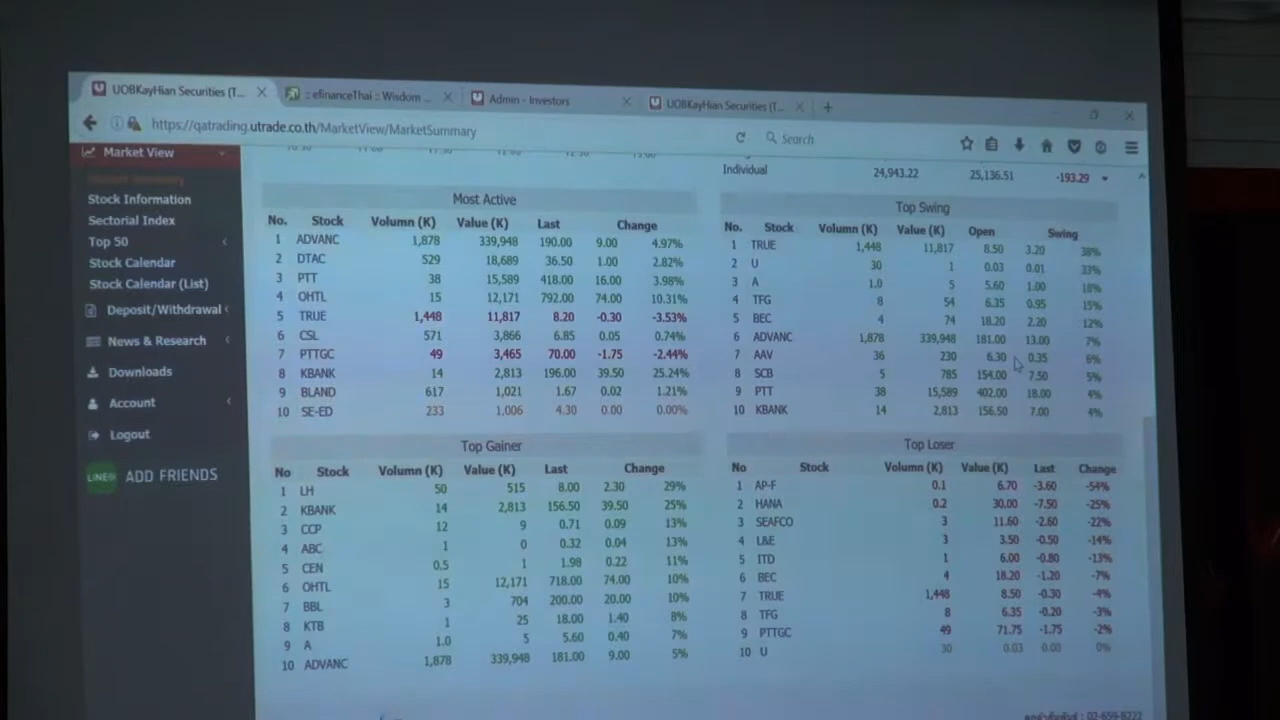 UOBKayHian Securities (T...
:: efinanceThai :: Wisdom ...
Admin - Investors
UOBKayHian Securities (T...
https://qatrading.utrade.co.th/MarketView/MarketSummary
Search
Market View
Stock Information
Sectorial Index
Top 50
Stock Calendar
Stock Calendar (List)
Deposit/Withdrawal
News & Research
Downloads
Account
Logout
LINE@ ADD FRIENDS
Individual 24,943.22 25,136.51 -193.29
Most Active
No. Stock Volumn (K) Value (K) Last Change
1 ADVANC 1,878 339,948 190.00 9.00 4.97%
2 DTAC 529 18,689 36.50 1.00 2.82%
3 PTT 38 15,589 418.00 16.00 3.98%
4 OHTL 15 12,171 792.00 74.00 10.31%
5 TRUE 1,448 11,817 8.20 -0.30 -3.53%
6 CSL 571 3,866 6.85 0.05 0.74%
7 PTTGC 49 3,465 70.00 -1.75 -2.44%
8 KBANK 14 2,813 196.00 39.50 25.24%
9 BLAND 617 1,021 1.67 0.02 1.21%
10 SE-ED 233 1,006 4.30 0.00 0.00%
Top Swing
No. Stock Volumn (K) Value (K) Open Swing
1 TRUE 1,448 11,817 8.50 3.20 38%
2 U 30 1 0.03 0.01 33%
3 A 1.0 5 5.60 1.00 18%
4 TFG 8 54 6.35 0.95 15%
5 BEC 4 74 18.20 2.20 12%
6 ADVANC 1,878 339,948 181.00 13.00 7%
7 AAV 36 230 6.30 0.35 6%
8 SCB 5 785 154.00 7.50 5%
9 PTT 38 15,589 402.00 18.00 4%
10 KBANK 14 2,813 156.50 7.00 4%
Top Gainer
No Stock Volumn (K) Value (K) Last Change
1 LH 50 515 8.00 2.30 29%
2 KBANK 14 2,813 156.50 39.50 25%
3 CCP 12 9 0.71 0.09 13%
4 ABC 1 0 0.32 0.04 13%
5 CEN 0.5 1 1.98 0.22 11%
6 OHTL 15 12,171 718.00 74.00 10%
7 BBL 3 704 200.00 20.00 10%
8 KTB 1 25 18.00 1.40 8%
9 A 1.0 5 5.60 0.40 7%
10 ADVANC 1,878 339,948 181.00 9.00 5%
Top Loser
No Stock Volumn (K) Value (K) Last Change
1 AP-F 0.1 6.70 -3.60 -54%
2 HANA 0.2 30.00 -7.50 -25%
3 SEAFCO 3 11.60 -2.60 -22%
4 L&E 3 3.50 -0.50 -14%
5 ITD 1 6.00 -0.80 -13%
6 BEC 4 18.20 -1.20 -7%
7 TRUE 1,448 8.50 -0.30 -4%
8 TFG 8 6.35 -0.20 -3%
9 PTTGC 49 71.75 -1.75 -2%
10 U 30 0.03 0.00 0%
: 02-659-8222